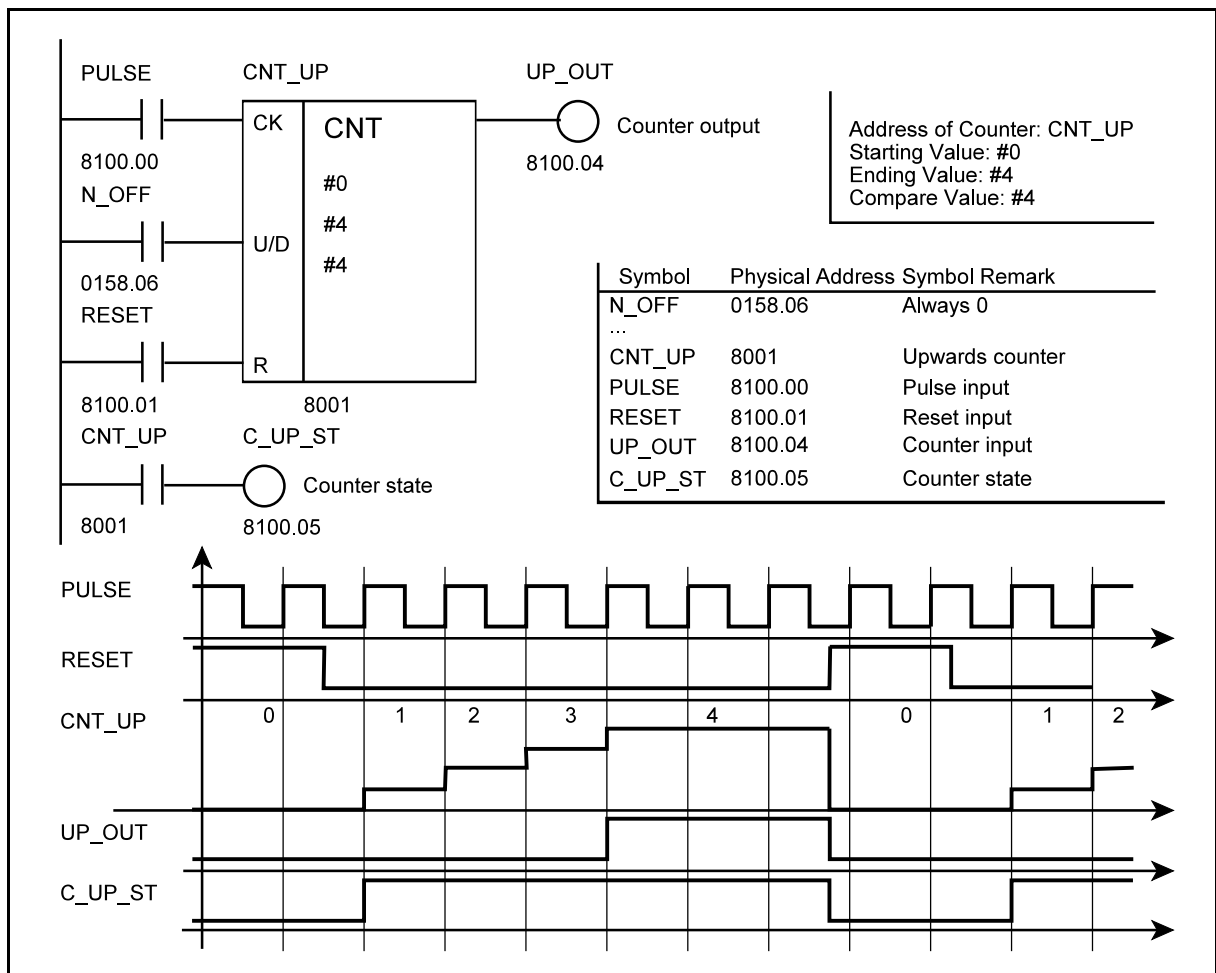 PULSE CNT_UP UP_OUT
CK CNT Counter output
8100.00 8100.04
N_OFF #0
#4
U/D
#4
0158.06
RESET
R
8100.01 8001
CNT_UP C_UP_ST
Counter state
8001 8100.05
Address of Counter: CNT_UP
Starting Value: #0
Ending Value: #4
Compare Value: #4
Symbol Physical Address Symbol Remark
N_OFF 0158.06 Always 0
...
CNT_UP 8001 Upwards counter
PULSE 8100.00 Pulse input
RESET 8100.01 Reset input
UP_OUT 8100.04 Counter input
C_UP_ST 8100.05 Counter state
PULSE
RESET
CNT_UP 0 1 2 3 4 0 1 2
UP_OUT
C_UP_ST